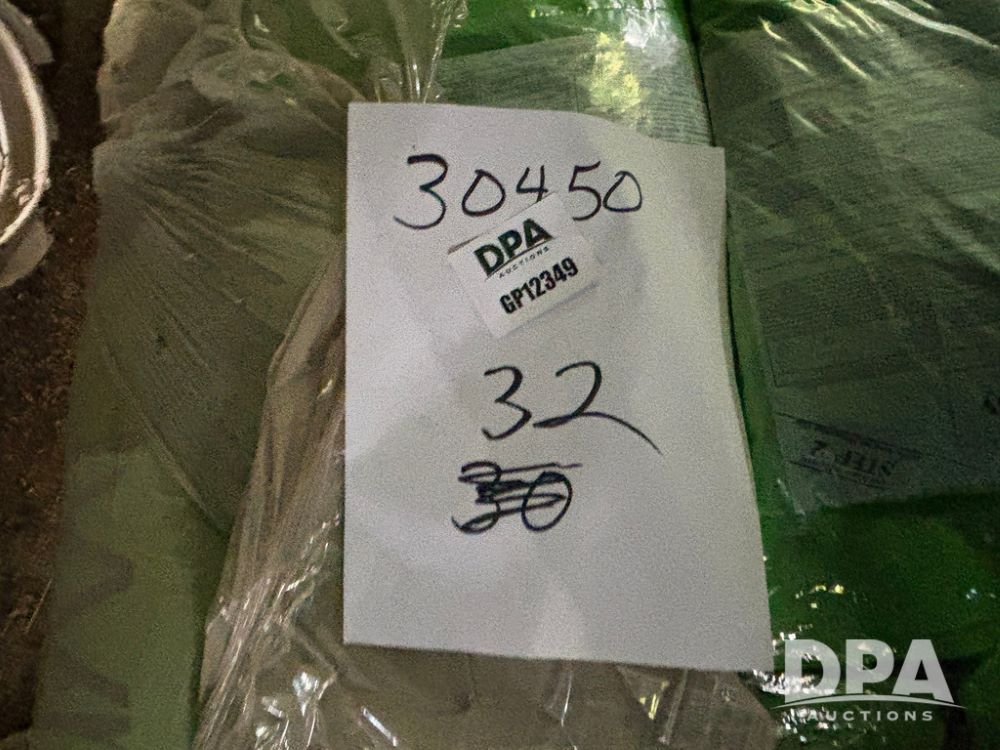 30450
DPA
AUCTIONS
GP12349
32
30
DPA
AUCTIONS